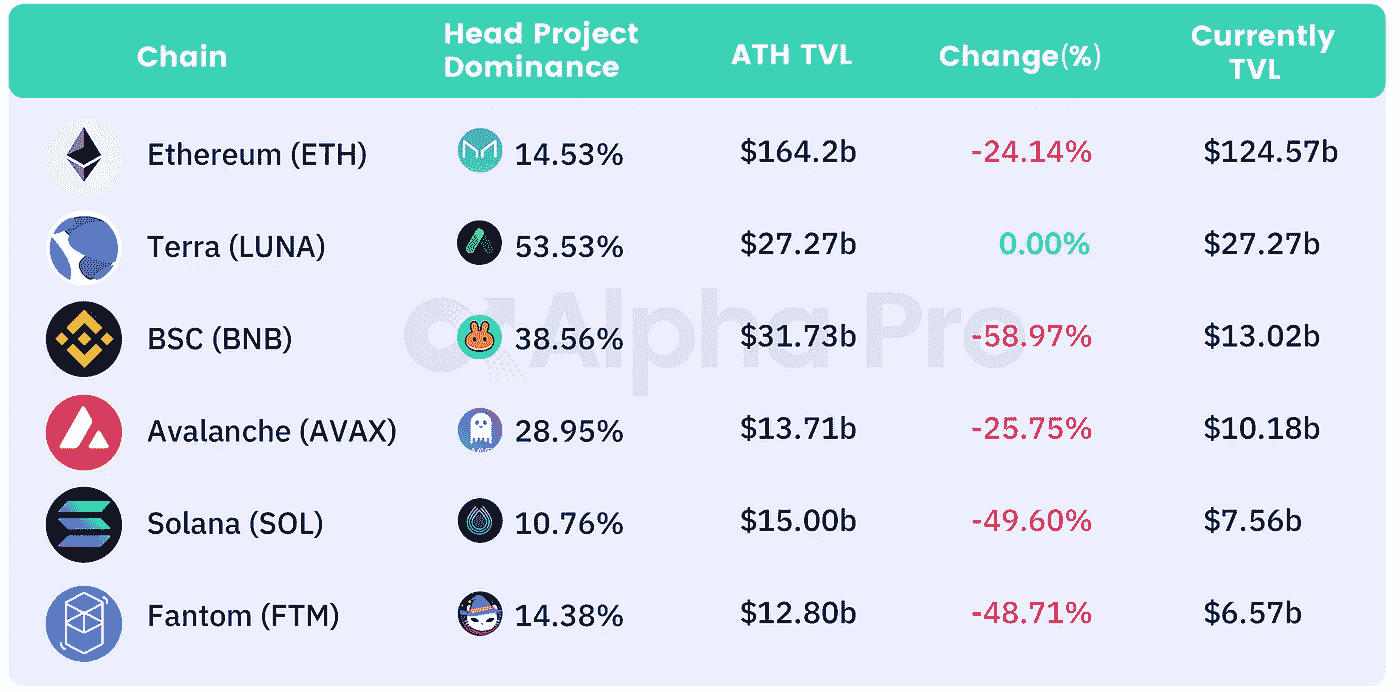 Chain Head Project Dominance ATH TVL Change(%) Currently TVL
Ethereum (ETH) 14.53% $164.2b -24.14% $124.57b
Terra (LUNA) 53.53% $27.27b 0.00% $27.27b
BSC (BNB) 38.56% $31.73b -58.97% $13.02b
Alpha Pro
Avalanche (AVAX) 28.95% $13.71b -25.75% $10.18b
Solana (SOL) 10.76% $15.00b -49.60% $7.56b
Fantom (FTM) 14.38% $12.80b -48.71% $6.57b